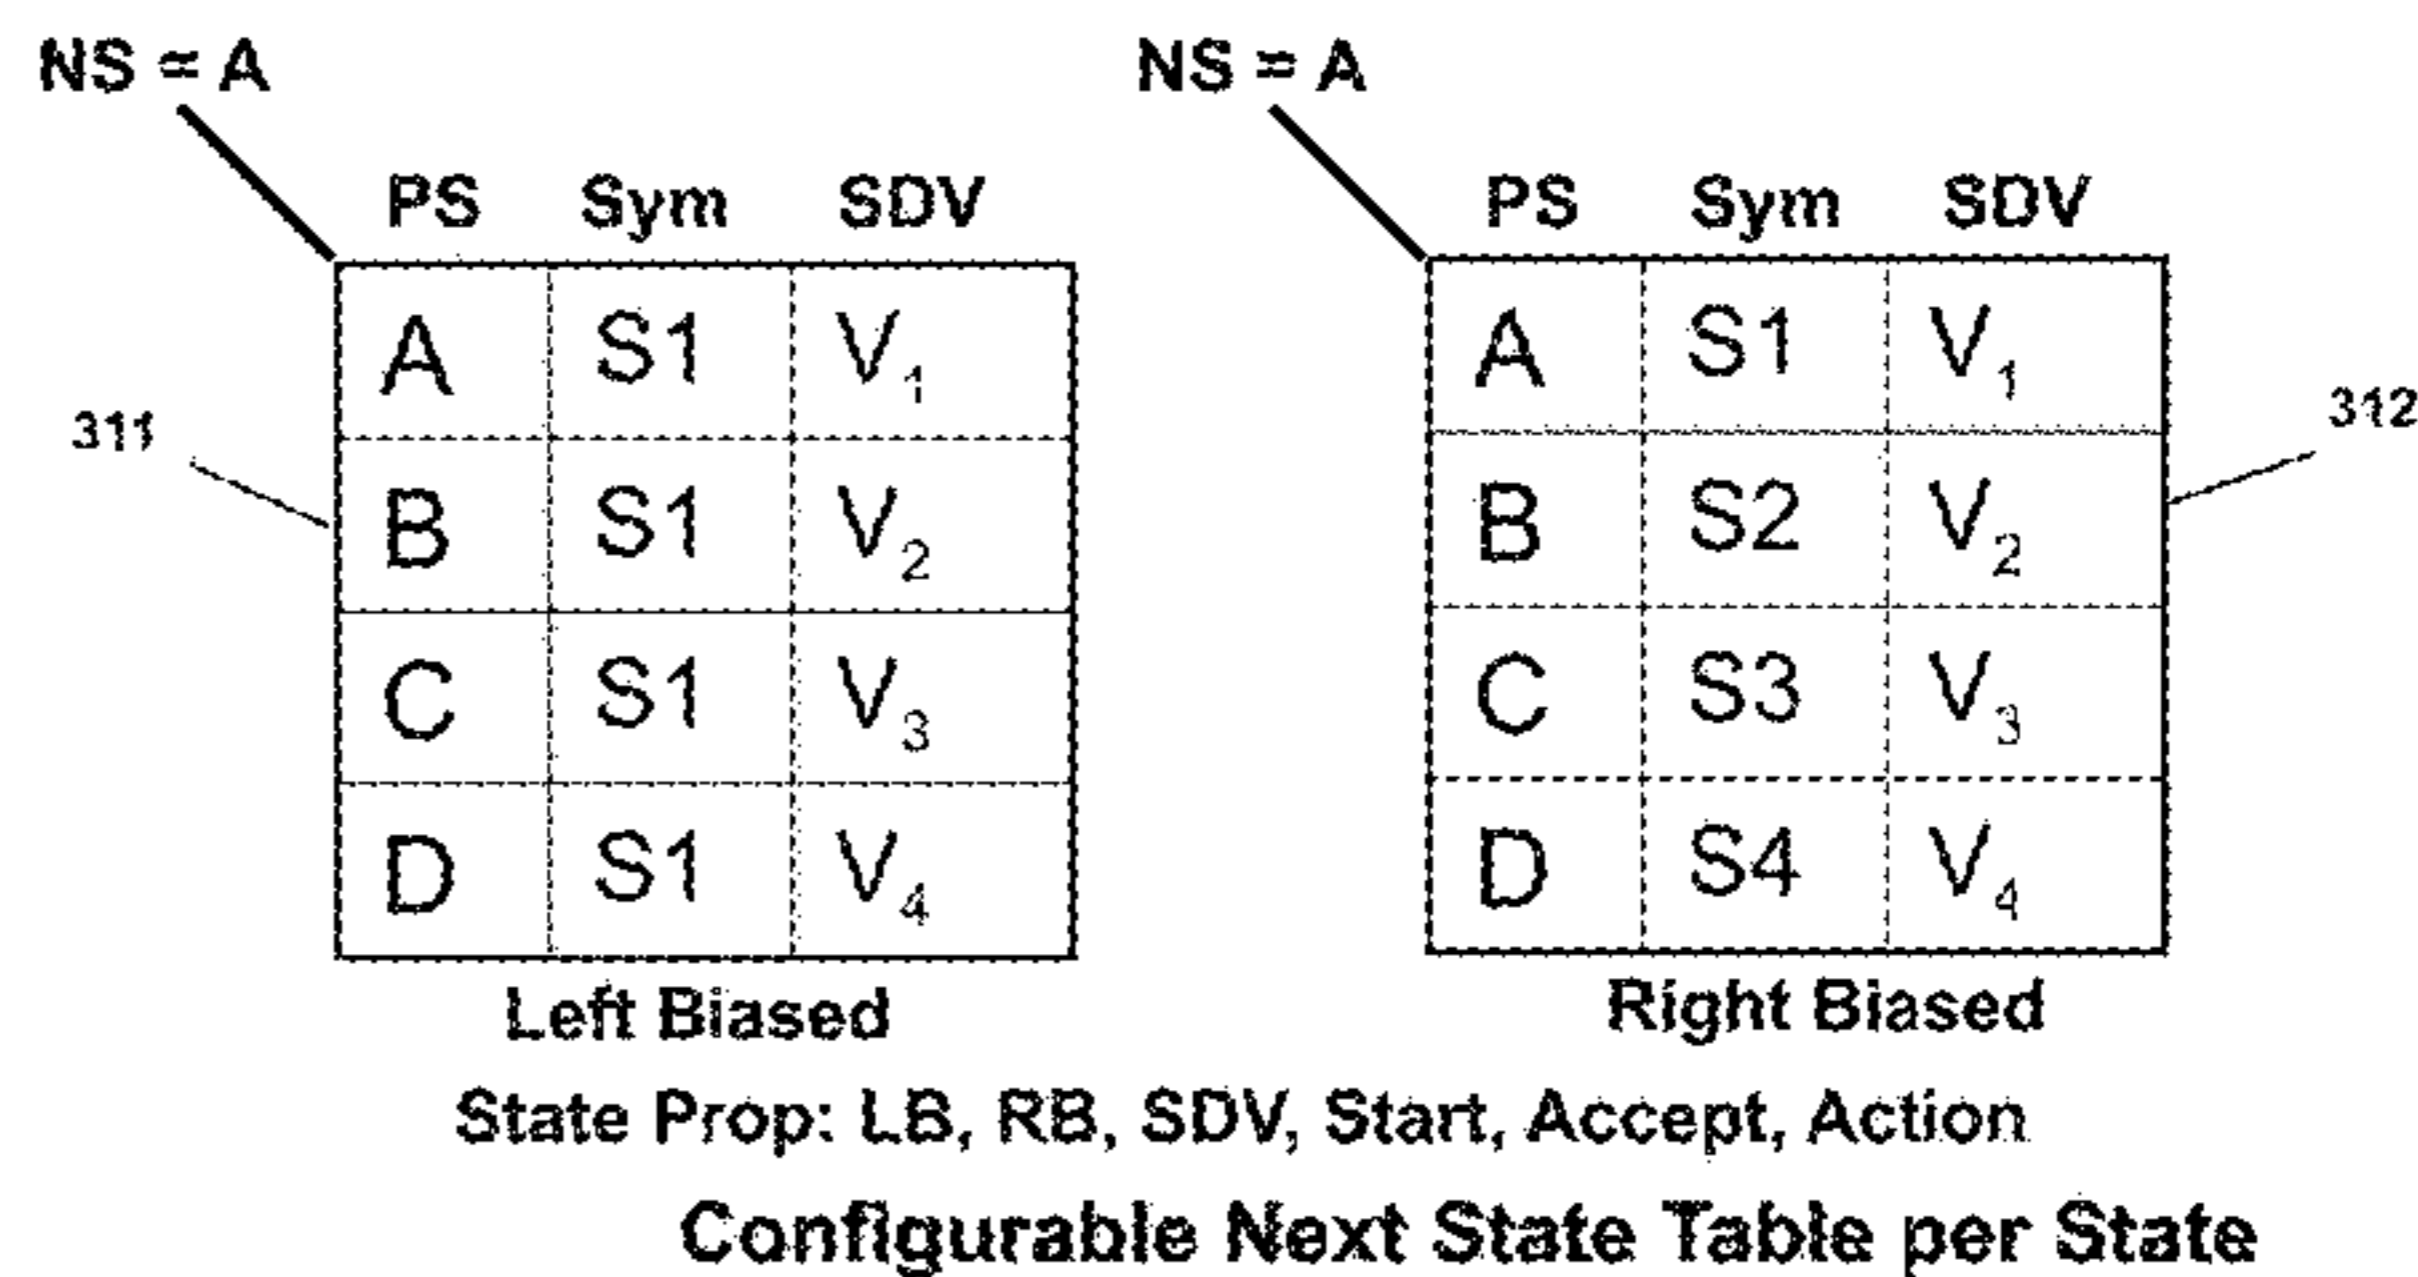 NS = A NS = A
PS Sym SDV PS Sym SDV
A S1 V1 A S1 V1
311 312
B S1 V2 B S2 V2
C S1 V3 C S3 V3
D S1 V4 D S4 V4
Left Biased Right Biased
State Prop: LB, RB, SDV, Start, Accept, Action
Configurable Next State Table per State